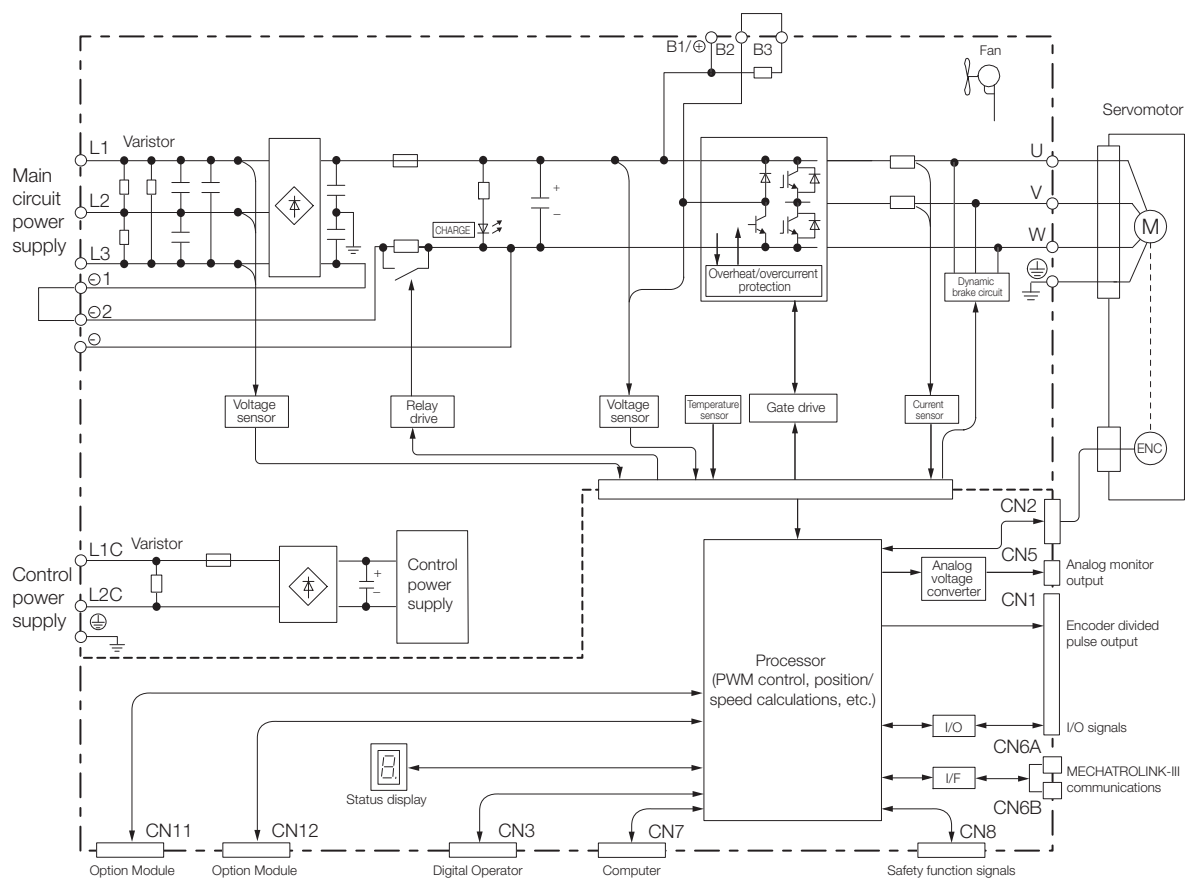 B1/⊕ B2 B3
Fan
Servomotor
Main
circuit
power
supply
L1
Varistor
L2
L3
⊖1
⊖2
⊖
CHARGE
+
−
Overheat/overcurrent
protection
U
V
W
M
Dynamic
brake circuit
Voltage
sensor
Relay
drive
Voltage
sensor
Temperature
sensor
Gate drive
Current
sensor
ENC
Control
power
supply
L1C
Varistor
L2C
+
−
Control
power
supply
CN2
CN5
Analog
voltage
converter
Analog monitor
output
CN1
Encoder divided
pulse output
Processor
(PWM control, position/
speed calculations, etc.)
I/O
I/O signals
CN6A
I/F
MECHATROLINK-III
communications
CN6B
8.
Status display
CN11
CN12
CN3
CN7
CN8
Option Module
Option Module
Digital Operator
Computer
Safety function signals